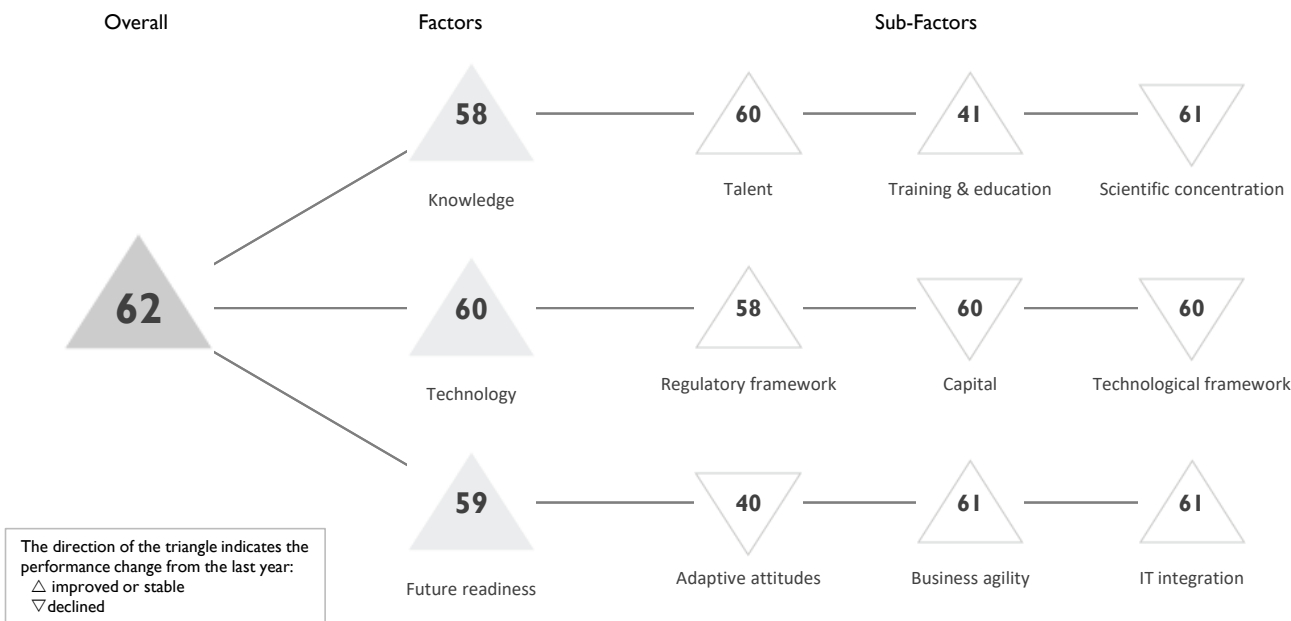 Overall Factors Sub-Factors
58 60 41 61
Knowledge Talent Training & education Scientific concentration
62 60 58 60 60
Technology Regulatory framework Capital Technological framework
59 40 61 61
Future readiness Adaptive attitudes Business agility IT integration
The direction of the triangle indicates the
performance change from the last year:
△ improved or stable
▽ declined